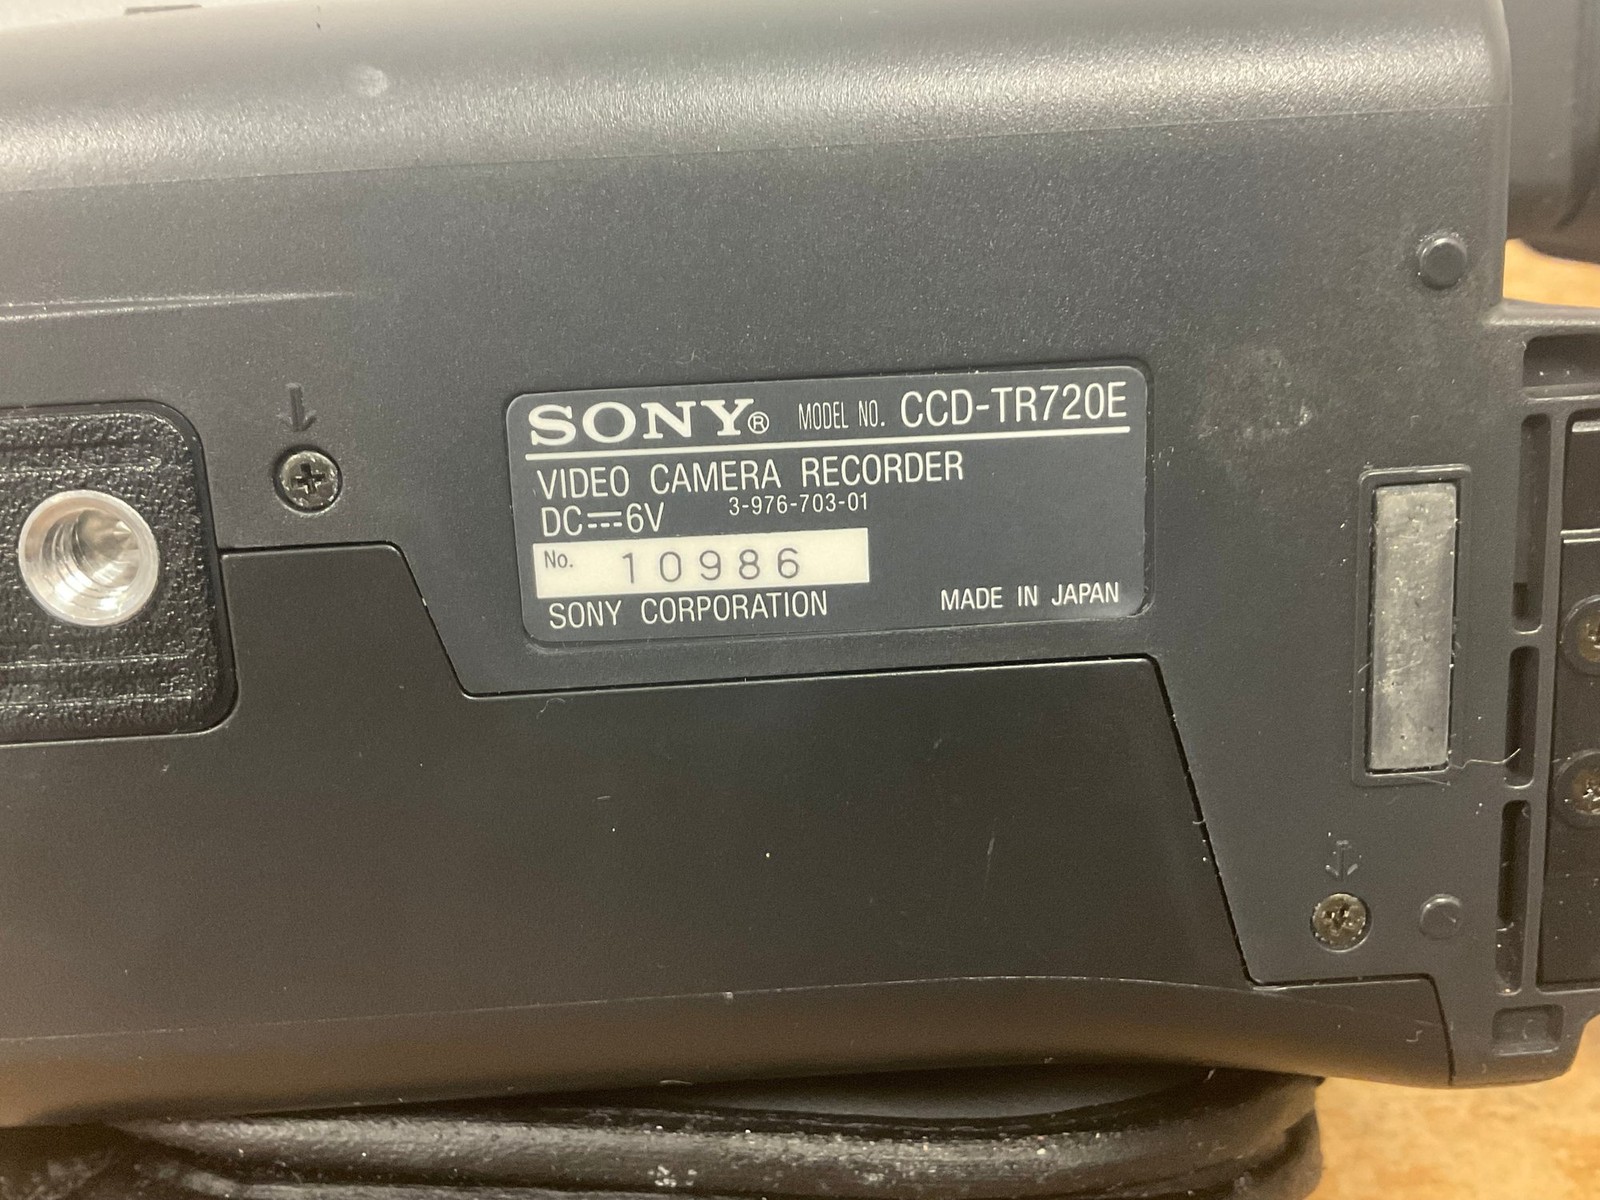 SONY® MODEL NO. CCD-TR720E
VIDEO CAMERA RECORDER
DC⎓6V 3-976-703-01
No. 10986
SONY CORPORATION MADE IN JAPAN